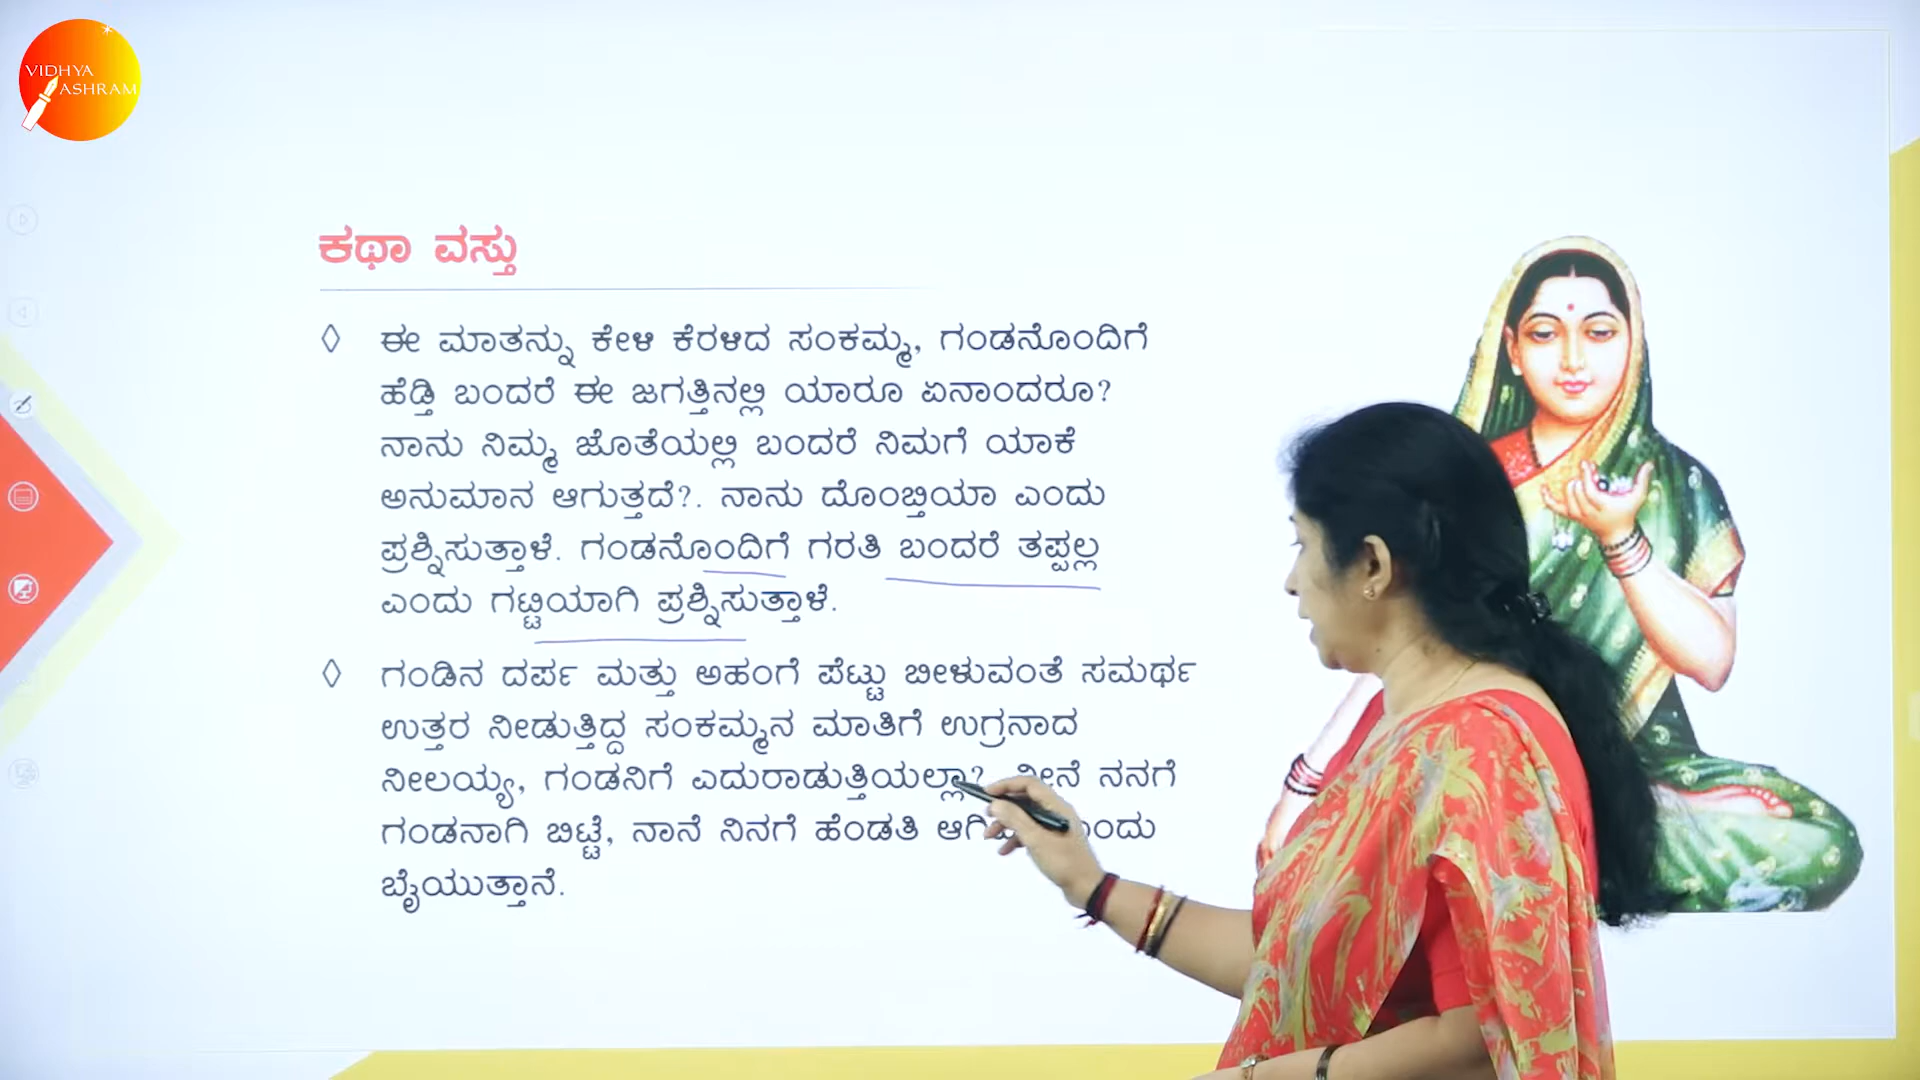 VIDHYA
ASHRAM
ಕಥಾ ವಸ್ತು
ಈ ಮಾತನ್ನು ಕೇಳಿ ಕೆರಳಿದ ಸಂಕಮ್ಮ, ಗಂಡನೊಂದಿಗೆ
ಹೆಡ್ತಿ ಬಂದರೆ ಈ ಜಗತ್ತಿನಲ್ಲಿ ಯಾರೂ ಏನಾಂದರೂ?
ನಾನು ನಿಮ್ಮ ಜೊತೆಯಲ್ಲಿ ಬಂದರೆ ನಿಮಗೆ ಯಾಕೆ
ಅನುಮಾನ ಆಗುತ್ತದೆ?. ನಾನು ದೊಂಬ್ತಿಯಾ ಎಂದು
ಪ್ರಶ್ನಿಸುತ್ತಾಳೆ. ಗಂಡನೊಂದಿಗೆ ಗರತಿ ಬಂದರೆ ತಪ್ಪಲ್ಲ
ಎಂದು ಗಟ್ಟಿಯಾಗಿ ಪ್ರಶ್ನಿಸುತ್ತಾಳೆ.
ಗಂಡಿನ ದರ್ಪ ಮತ್ತು ಅಹಂಗೆ ಪೆಟ್ಟು ಬೀಳುವಂತೆ ಸಮರ್ಥ
ಉತ್ತರ ನೀಡುತ್ತಿದ್ದ ಸಂಕಮ್ಮನ ಮಾತಿಗೆ ಉಗ್ರನಾದ
ನೀಲಯ್ಯ, ಗಂಡನಿಗೆ ಎದುರಾಡುತ್ತಿಯಲ್ಲಾ? ನೀನೆ ನನಗೆ
ಗಂಡನಾಗಿ ಬಿಟ್ಟೆ, ನಾನೆ ನಿನಗೆ ಹೆಂಡತಿ ಎಂದು
ಬೈಯುತ್ತಾನೆ.